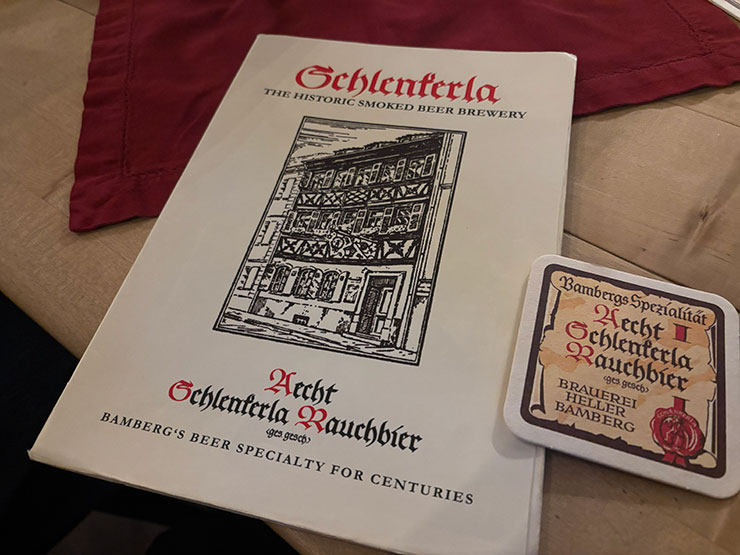 Schlenkerla
THE HISTORIC SMOKED BEER BREWERY
Aecht
Schlenkerla Rauchbier
(ges. gesch)
BAMBERG'S BEER SPECIALTY FOR CENTURIES
Bambergs Spezialität
Aecht
Schlenkerla
Rauchbier
(ges. gesch)
BRAUEREI
HELLER
BAMBERG